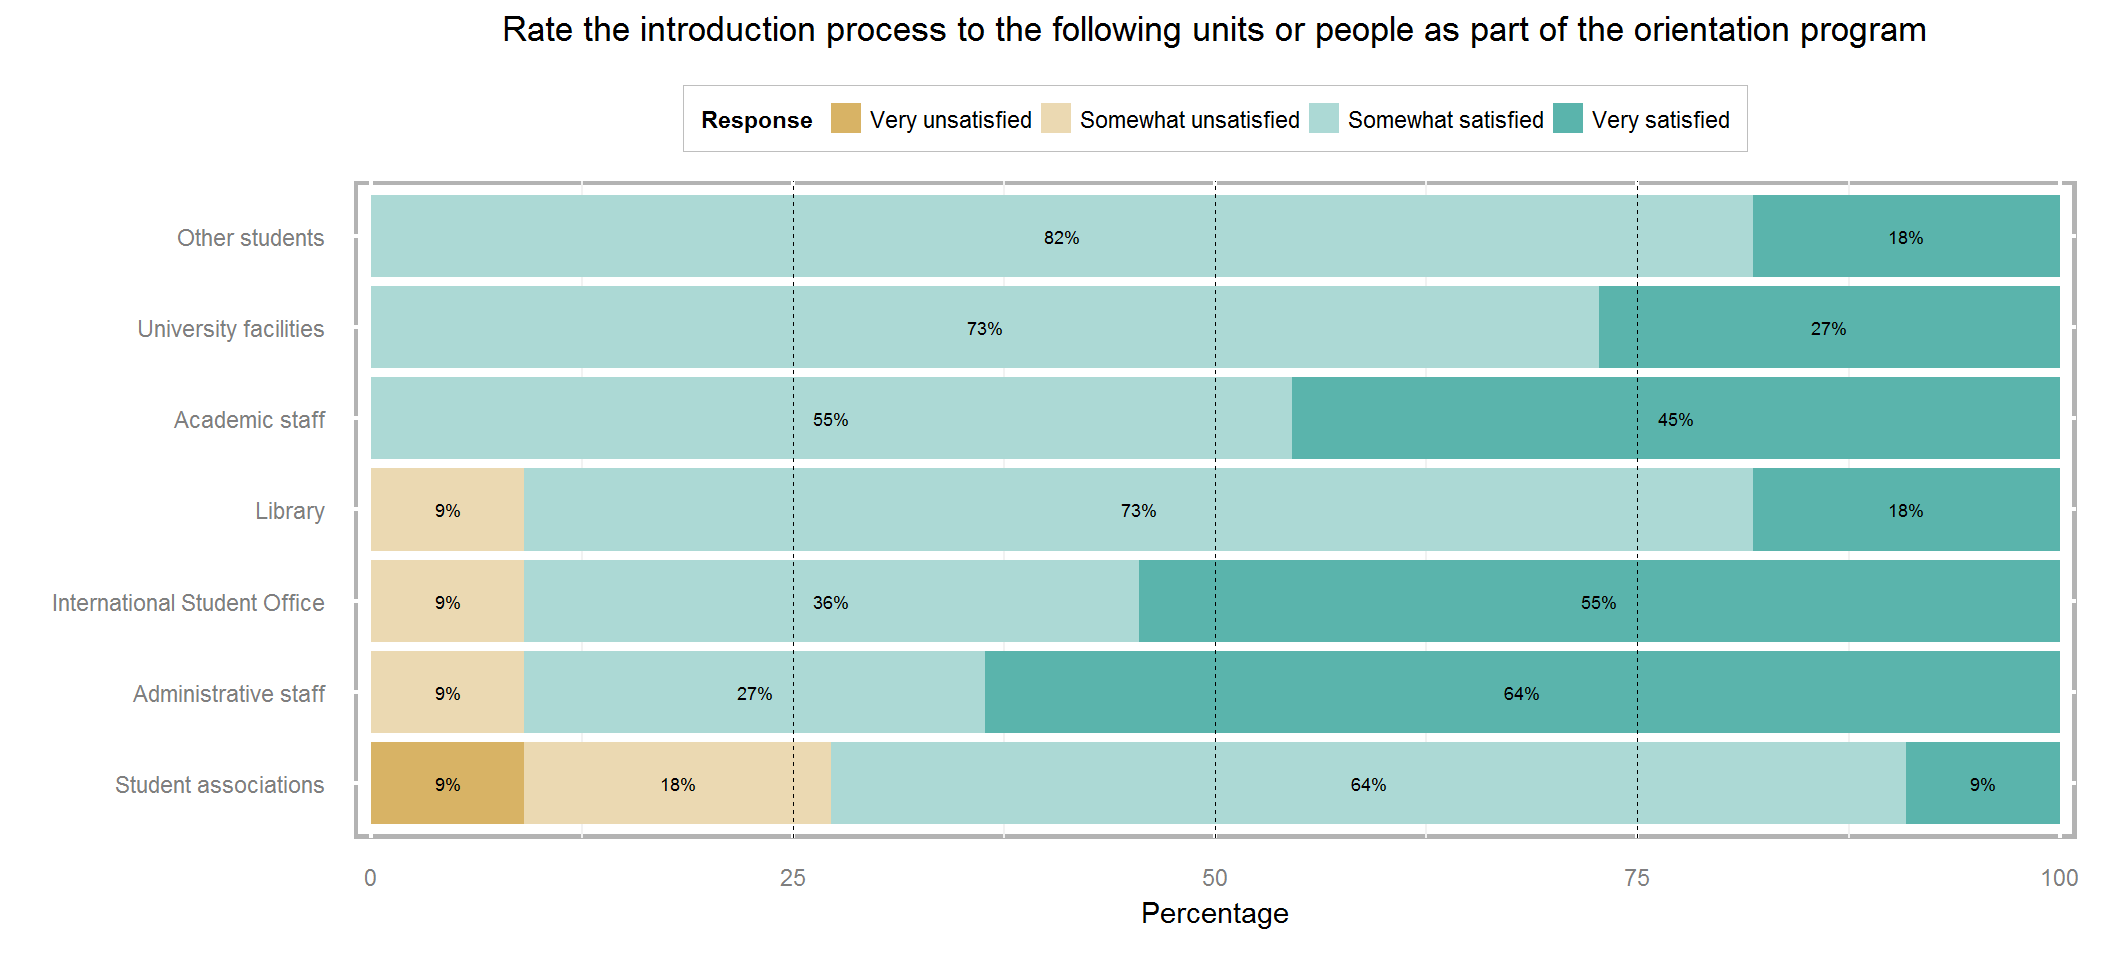 Rate the introduction process to the following units or people as part of the orientation program
Response Very unsatisfied Somewhat unsatisfied Somewhat satisfied Very satisfied
Other students 82% 18%
University facilities 73% 27%
Academic staff 55% 45%
Library 9% 73% 18%
International Student Office 9% 36% 55%
Administrative staff 9% 27% 64%
Student associations 9% 18% 64% 9%
0 25 50 75 100
Percentage